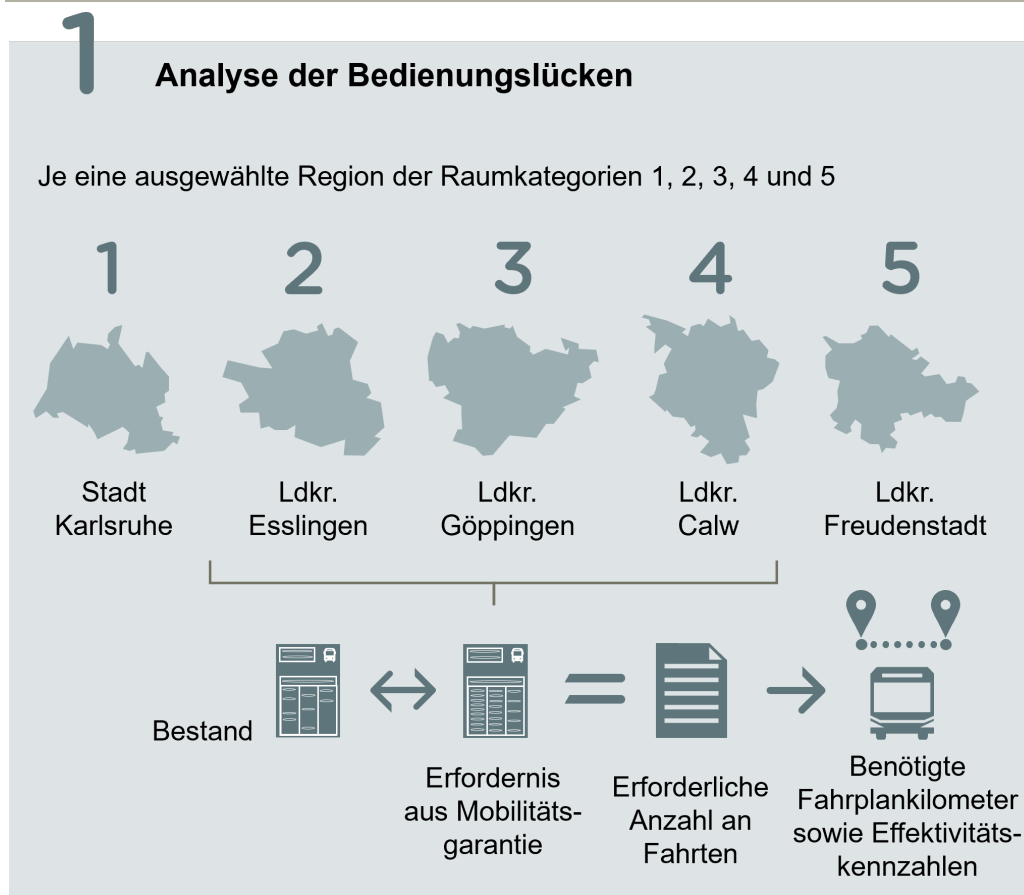 1
Analyse der Bedienungslücken
Je eine ausgewählte Region der Raumkategorien 1, 2, 3, 4 und 5
1 2 3 4 5
Stadt
Karlsruhe
Ldkr.
Esslingen
Ldkr.
Göppingen
Ldkr.
Calw
Ldkr.
Freudenstadt
Bestand
Erfordernis
aus Mobilitäts-
garantie
Erforderliche
Anzahl an
Fahrten
Benötigte
Fahrplankilometer
sowie Effektivitäts-
kennzahlen